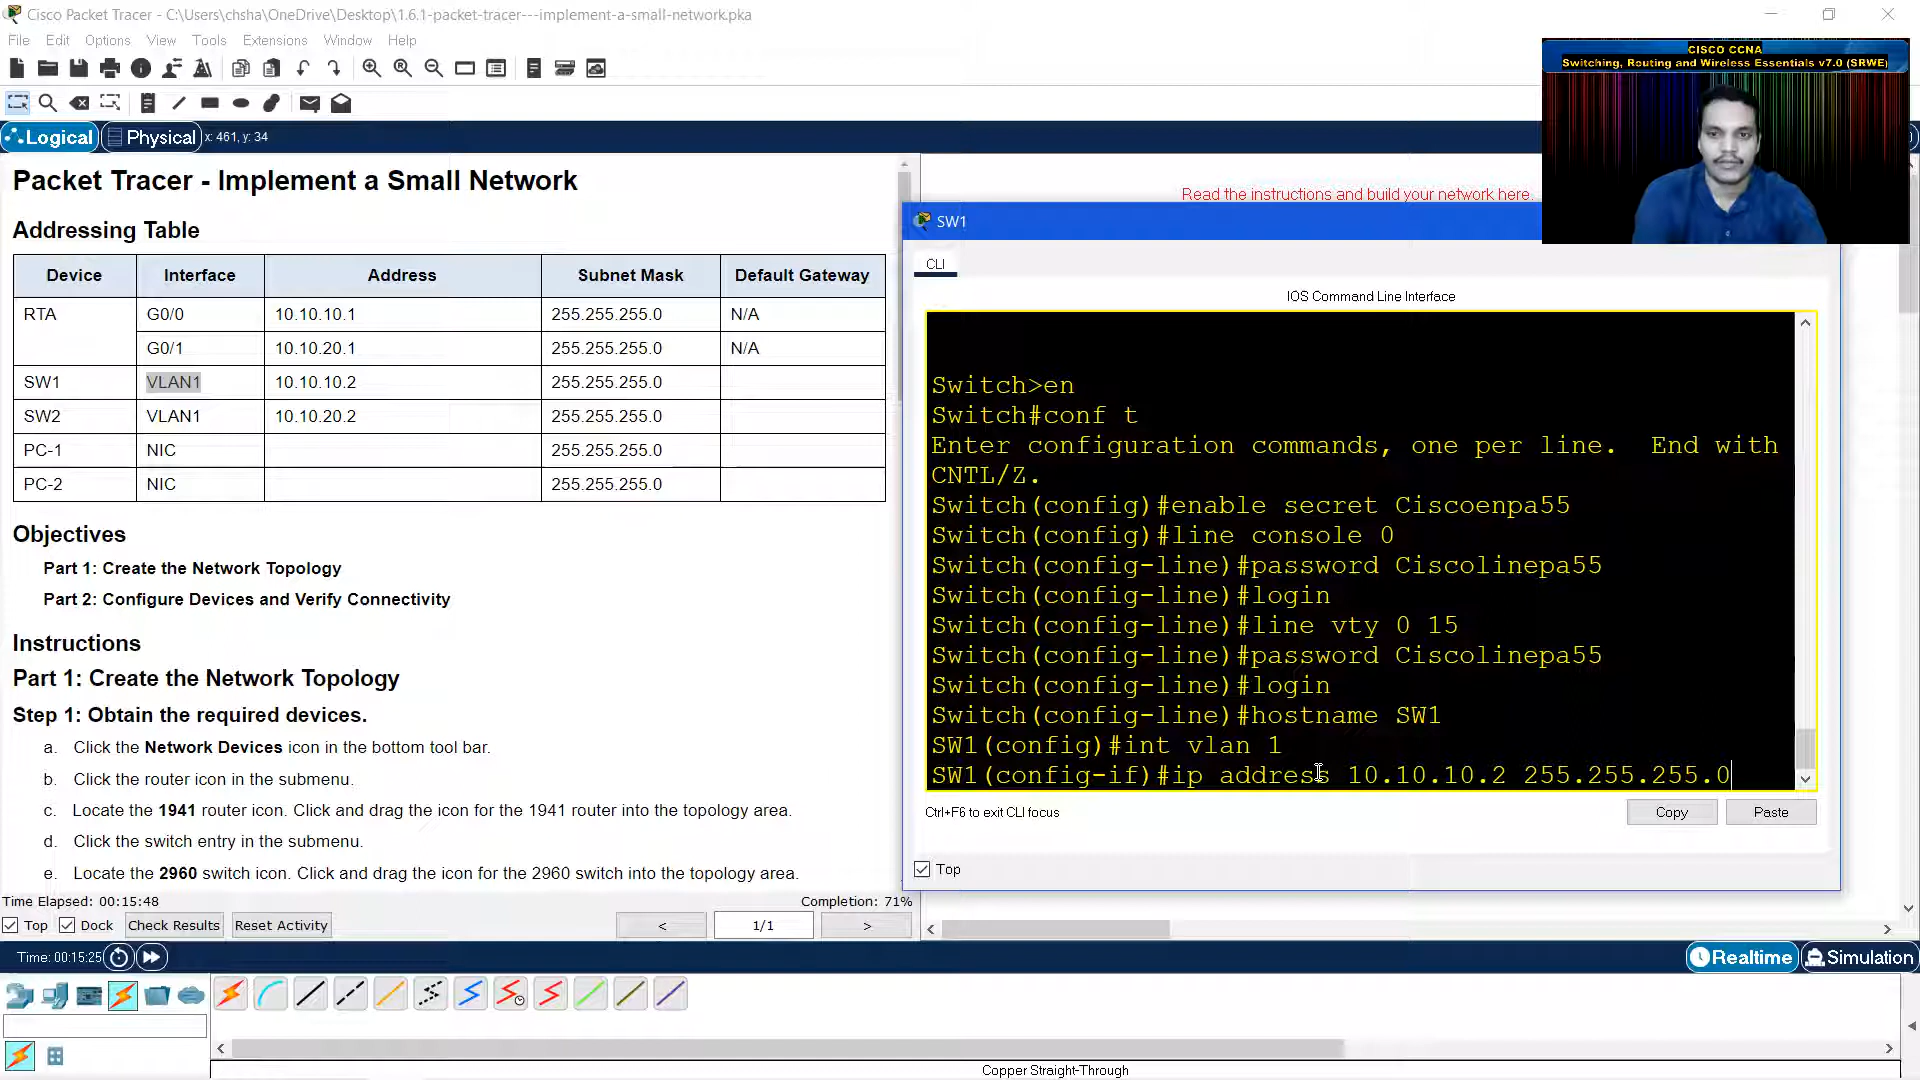 Cisco Packet Tracer - C:\Users\chsha\OneDrive\Desktop\1.6.1-packet-tracer---implement-a-small-network.pka
File Edit Options View Tools Extensions Window Help
CISCO CCNA
Switching, Routing and Wireless Essentials v7.0 (SRWE)
Logical Physical x: 461, y: 34
Packet Tracer - Implement a Small Network
Addressing Table
Device Interface Address Subnet Mask Default Gateway
RTA G0/0 10.10.10.1 255.255.255.0 N/A
G0/1 10.10.20.1 255.255.255.0 N/A
SW1 VLAN1 10.10.10.2 255.255.255.0
SW2 VLAN1 10.10.20.2 255.255.255.0
PC-1 NIC 255.255.255.0
PC-2 NIC 255.255.255.0
Objectives
Part 1: Create the Network Topology
Part 2: Configure Devices and Verify Connectivity
Instructions
Part 1: Create the Network Topology
Step 1: Obtain the required devices.
a. Click the Network Devices icon in the bottom tool bar.
b. Click the router icon in the submenu.
c. Locate the 1941 router icon. Click and drag the icon for the 1941 router into the topology area.
d. Click the switch entry in the submenu.
e. Locate the 2960 switch icon. Click and drag the icon for the 2960 switch into the topology area.
Time Elapsed: 00:15:48 Completion: 71%
Top Dock Check Results Reset Activity < 1/1 >
Read the instructions and build your network here.
SW1
CLI
IOS Command Line Interface
Switch>en
Switch#conf t
Enter configuration commands, one per line.  End with
CNTL/Z.
Switch(config)#enable secret Ciscoenpa55
Switch(config)#line console 0
Switch(config-line)#password Ciscolinepa55
Switch(config-line)#login
Switch(config-line)#line vty 0 15
Switch(config-line)#password Ciscolinepa55
Switch(config-line)#login
Switch(config-line)#hostname SW1
SW1(config)#int vlan 1
SW1(config-if)#ip address 10.10.10.2 255.255.255.0
Ctrl+F6 to exit CLI focus Copy Paste
Top
Time: 00:15:25 Realtime Simulation
Copper Straight-Through